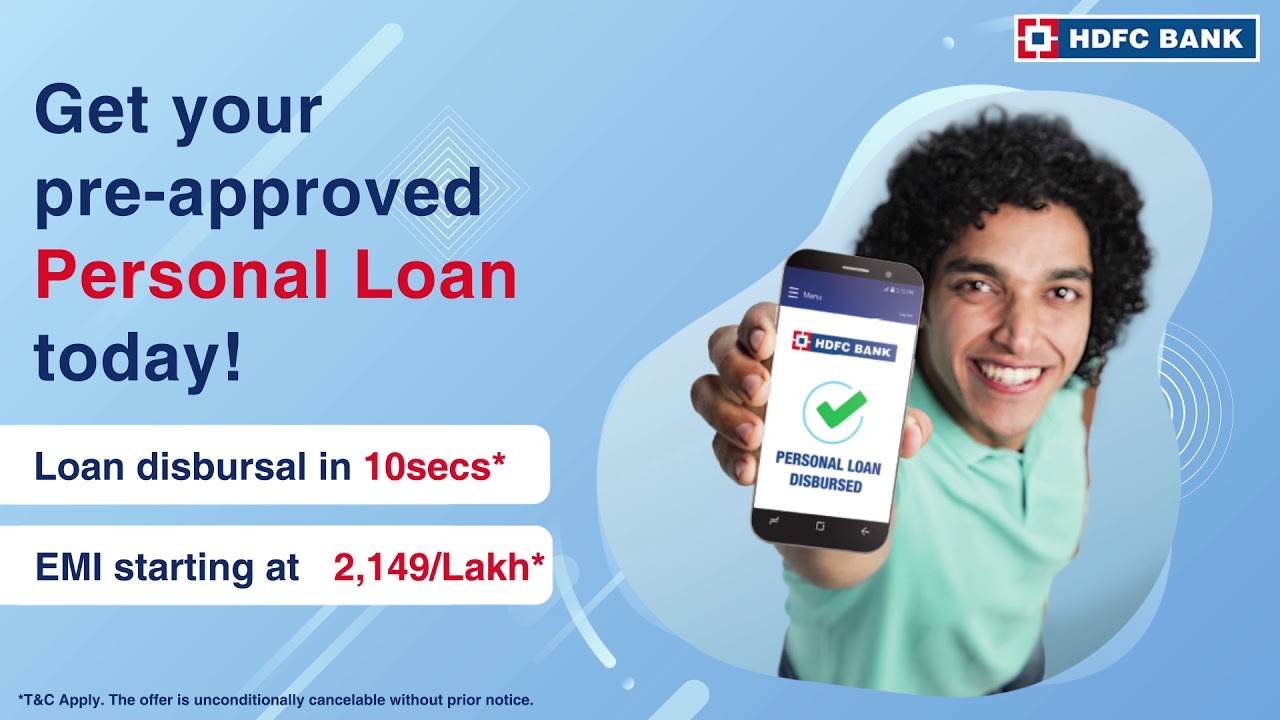 HDFC BANK
Get your
pre-approved
Personal Loan
today!
Loan disbursal in 10secs*
EMI starting at 2,149/Lakh*
*T&C Apply. The offer is unconditionally cancelable without prior notice.
Menu
HDFC BANK
PERSONAL LOAN
DISBURSED